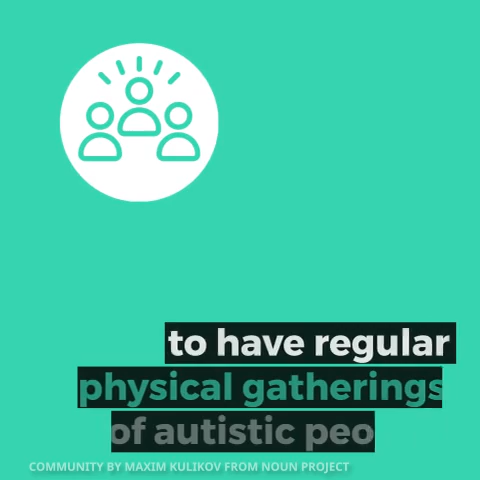 to have regular
physical gatherings
of autistic peo
COMMUNITY BY MAXIM KULIKOV FROM NOUN PROJECT